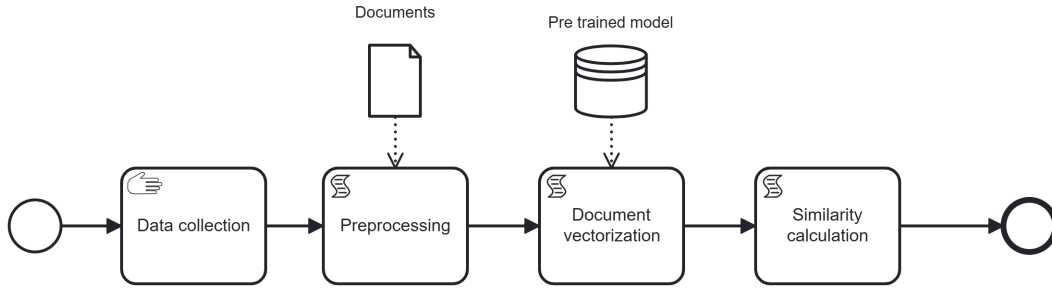 Documents
Pre trained model
Data collection
Preprocessing
Document
vectorization
Similarity
calculation